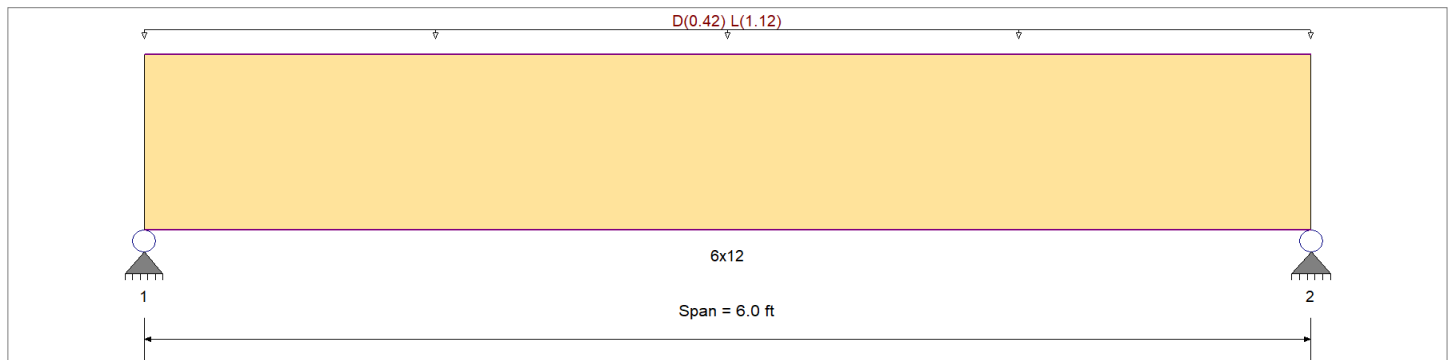 D(0.42) L(1.12)
6x12
1
2
Span = 6.0 ft